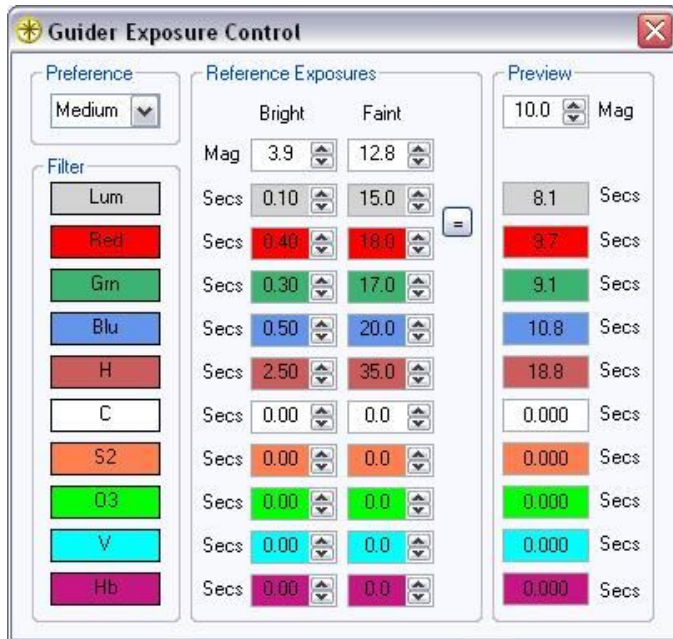 Guider Exposure Control
Preference Reference Exposures Preview
Medium Bright Faint 10.0 Mag
Mag 3.9 12.8
Filter
Lum Secs 0.10 15.0 = 8.1 Secs
Red Secs 0.40 18.0 9.7 Secs
Grn Secs 0.30 17.0 9.1 Secs
Blu Secs 0.50 20.0 10.8 Secs
H Secs 2.50 35.0 18.8 Secs
C Secs 0.00 0.0 0.000 Secs
S2 Secs 0.00 0.0 0.000 Secs
O3 Secs 0.00 0.0 0.000 Secs
V Secs 0.00 0.0 0.000 Secs
Hb Secs 0.00 0.0 0.000 Secs